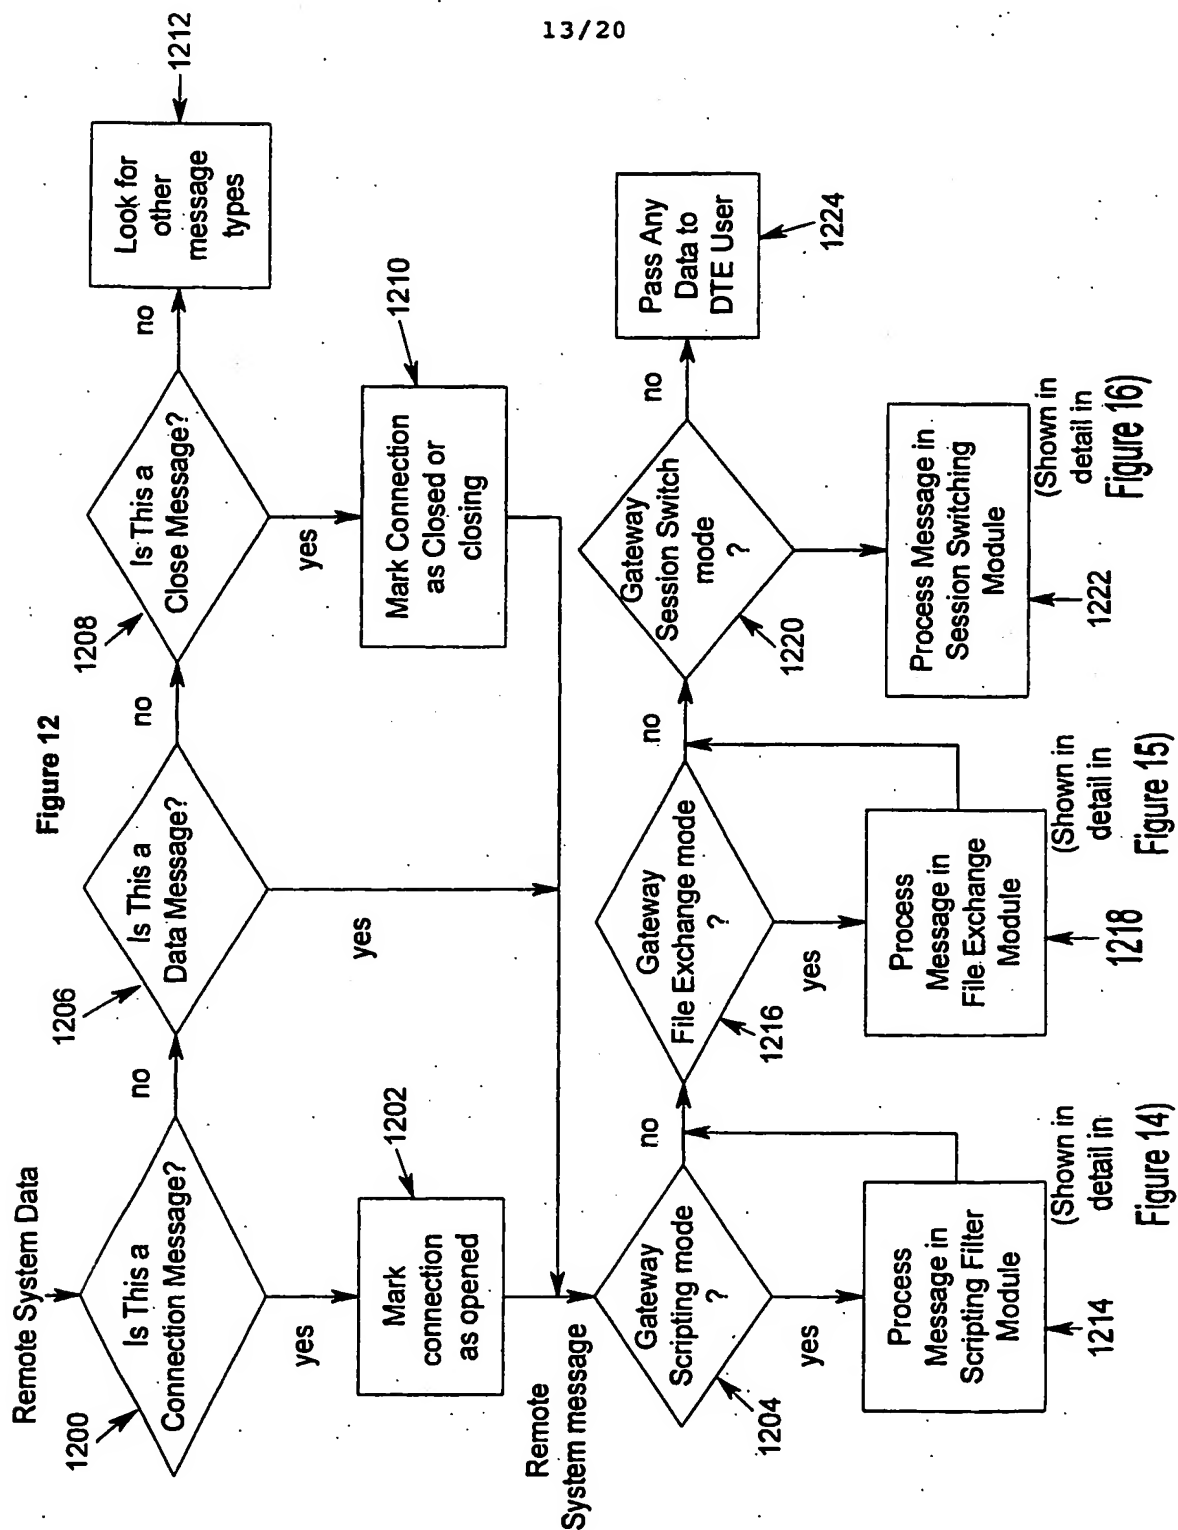 13/20
Figure 12
Remote System Data
1200
Is This a
Connection Message?
no
yes
1202
Mark
connection
as opened
1206
Is This a
Data Message?
no
yes
1208
Is This a
Close Message?
no
yes
1210
Mark Connection
as Closed or
closing
1212
Look for
other
message
types
Remote
System message
1204
Gateway
Scripting mode
?
no
yes
1214
Process
Message in
Scripting Filter
Module
(Shown in
detail in
Figure 14)
1216
Gateway
File Exchange mode
?
no
yes
1218
Process
Message in
File Exchange
Module
(Shown in
detail in
Figure 15)
1220
Gateway
Session Switch
mode
?
no
1222
Process Message in
Session Switching
Module
(Shown in
detail in
Figure 16)
1224
Pass Any
Data to
DTE User